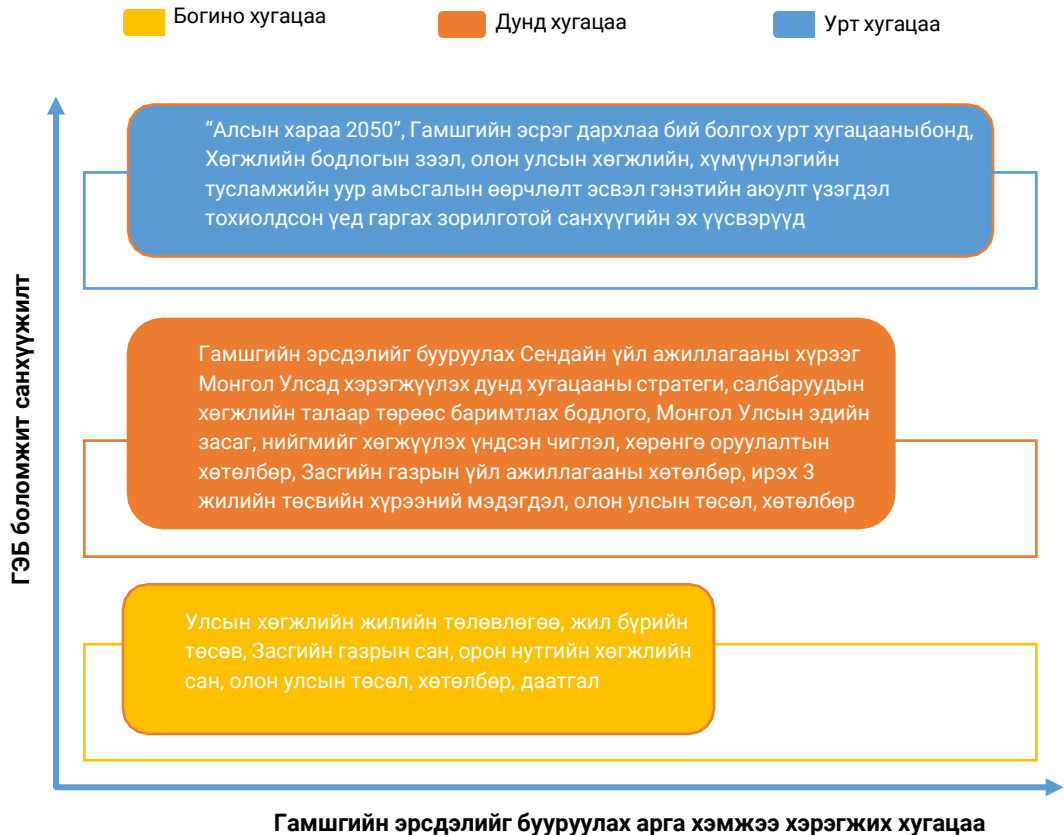 Богино хугацаа
Дунд хугацаа
Урт хугацаа
“Алсын хараа 2050”, Гамшгийн эсрэг дархлаа бий болгох урт хугацааныбонд,
Хөгжлийн бодлогын зээл, олон улсын хөгжлийн, хүмүүнлэгийн
тусламжийн уур амьсгалын өөрчлөлт эсвэл гэнэтийн аюулт үзэгдэл
тохиолдсон үед гаргах зорилготой санхүүгийн эх үүсвэрүүд
Гамшгийн эрсдэлийг бууруулах Сендайн үйл ажиллагааны хүрээг
Монгол Улсад хэрэгжүүлэх дунд хугацааны стратеги, салбаруудын
хөгжлийн талаар төрөөс баримтлах бодлого, Монгол Улсын эдийн
засаг, нийгмийг хөгжүүлэх үндсэн чиглэл, хөрөнгө оруулалтын
хөтөлбөр, Засгийн газрын үйл ажиллагааны хөтөлбөр, ирэх 3
жилийн төсвийн хүрээний мэдэгдэл, олон улсын төсөл, хөтөлбөр
Улсын хөгжлийн жилийн төлөвлөгөө, жил бүрийн
төсөв, Засгийн газрын сан, орон нутгийн хөгжлийн
сан, олон улсын төсөл, хөтөлбөр, даатгал
ГЭБ боломжит санхүүжилт
Гамшгийн эрсдэлийг бууруулах арга хэмжээ хэрэгжих хугацаа